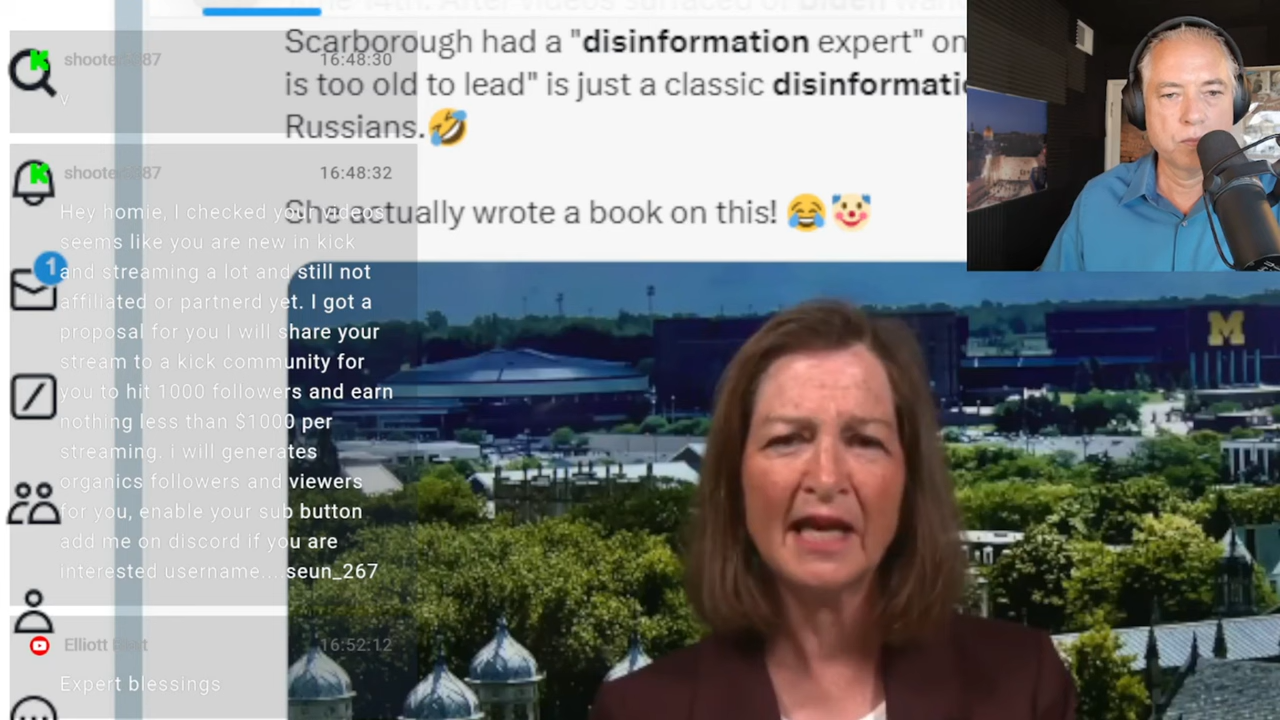 Scarborough had a "disinformation expert" on
is too old to lead" is just a classic
Russians.🤣
She actually wrote a book on this! 😂🤡
16:48:30
v
16:48:32
Hey homie, I checked your videos
seems like you are new in kick
and streaming a lot and still not
affiliated or partnerd yet. I got a
proposal for you I will share your
stream to a kick community for
you to hit 1000 followers and earn
nothing less than $1000 per
streaming. i will generates
organics followers and viewers
for you, enable your sub button
add me on discord if you are
interested username....seun_267
Elliott
16:52:12
Expert blessings
1
M